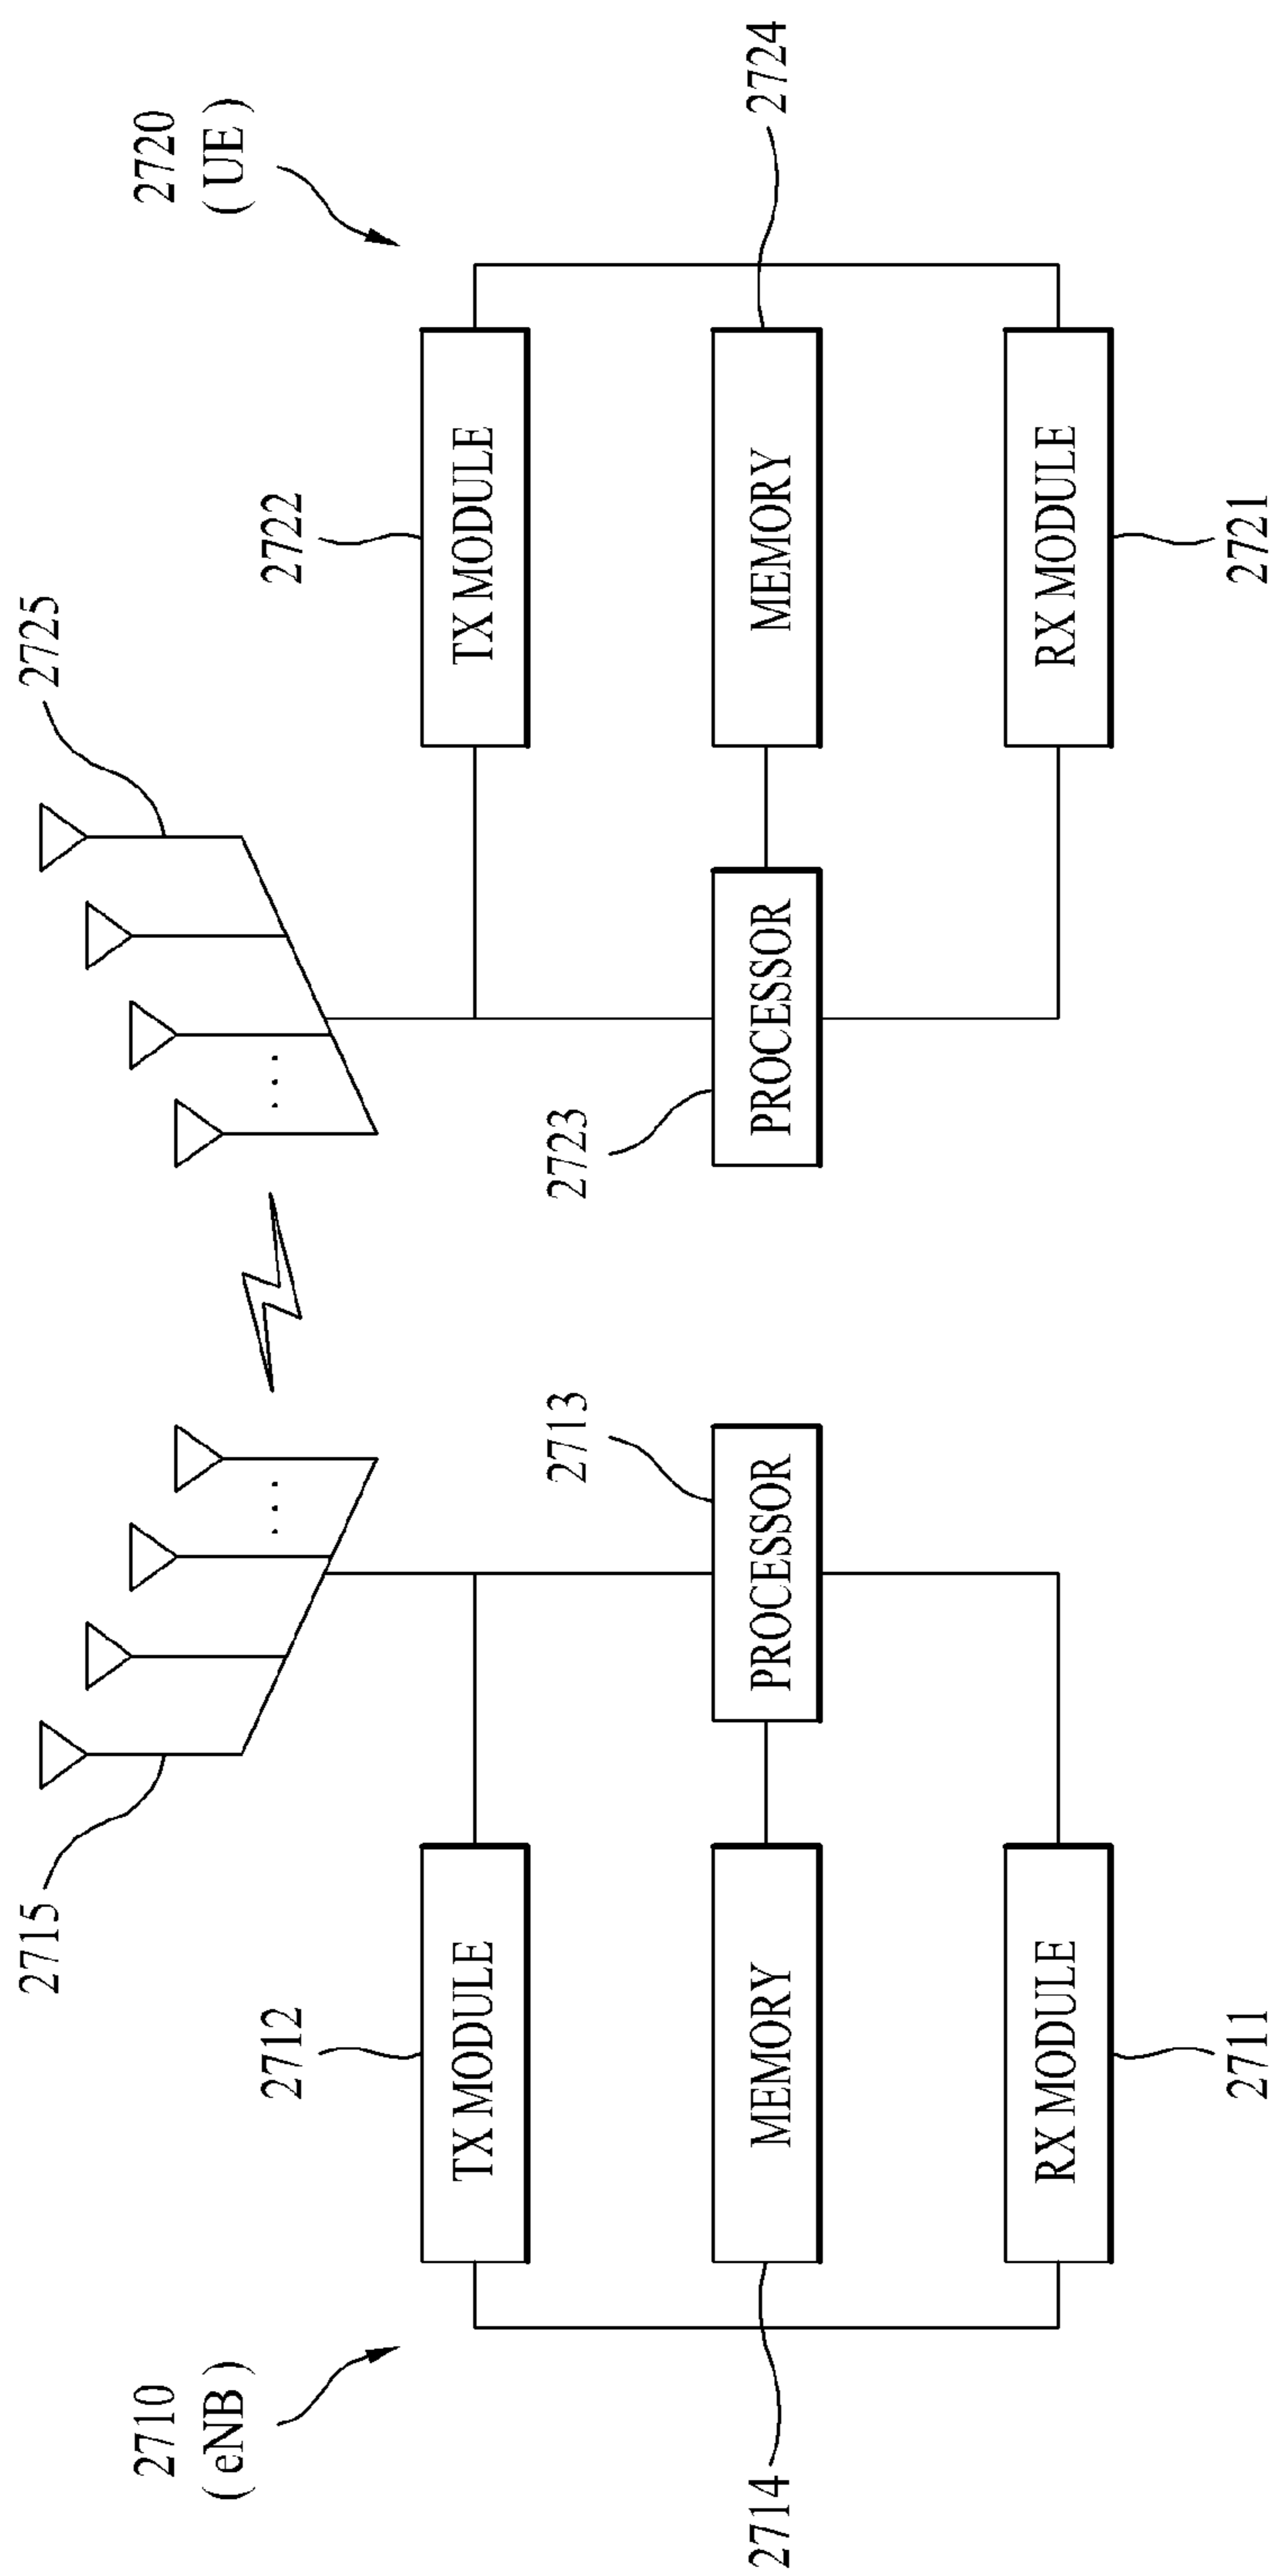 2710
( eNB )
2715
2712
TX MODULE
2714
MEMORY
2713
PROCESSOR
RX MODULE
2711
2720
( UE )
2725
2722
TX MODULE
2723
PROCESSOR
MEMORY
2724
RX MODULE
2721
. . .
. . .